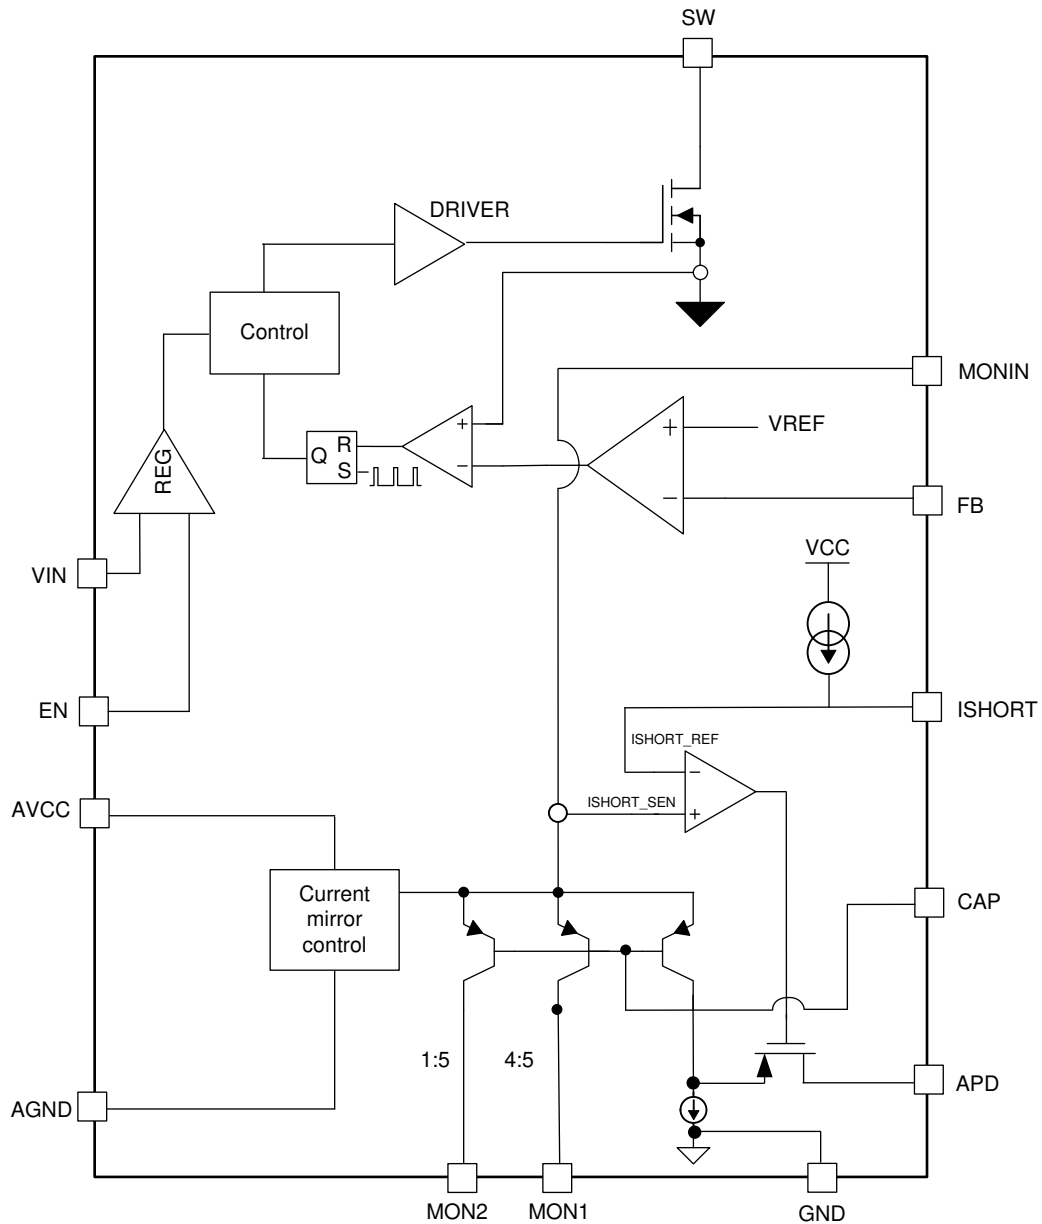 SW
DRIVER
Control
MONIN
VREF
+
+
R
Q
S
−
−
REG
FB
VCC
VIN
EN
ISHORT
ISHORT_REF
−
AVCC
ISHORT_SEN
+
Current
mirror
control
CAP
1:5
4:5
APD
AGND
MON2
MON1
GND